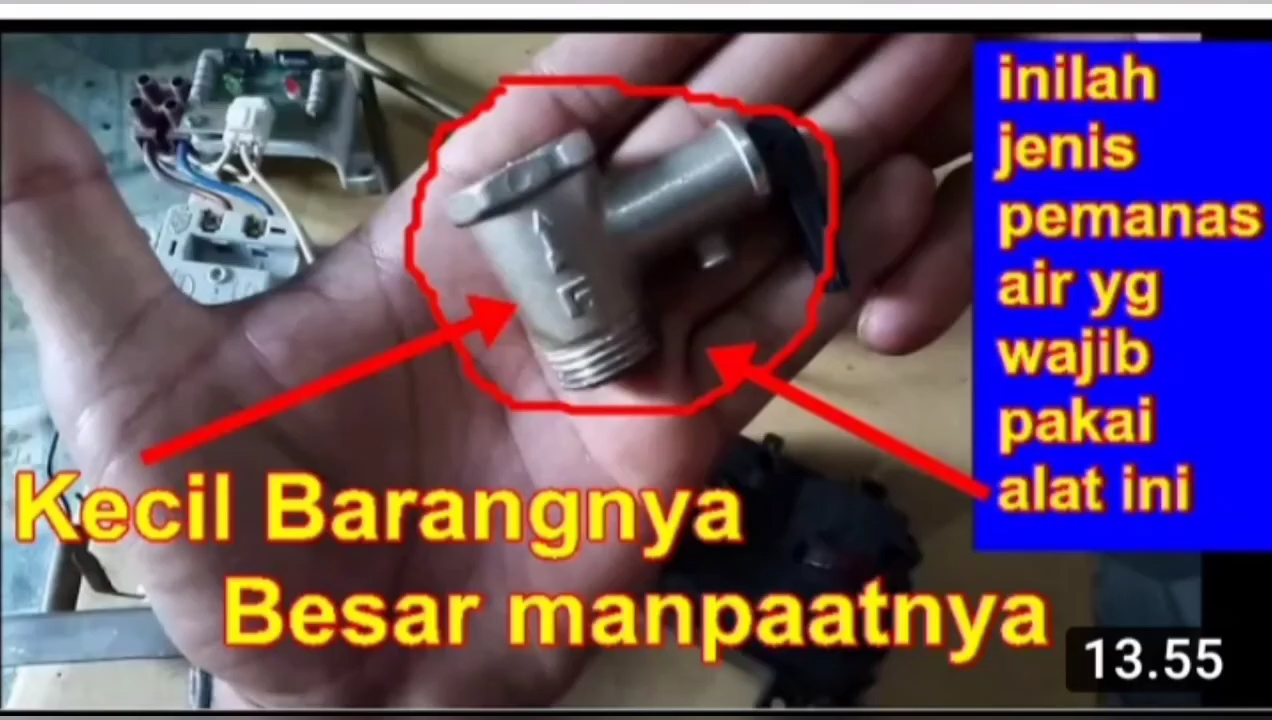 inilah
jenis
pemanas
air yg
wajib
pakai
alat ini
Kecil Barangnya
Besar manpaatnya
13.55